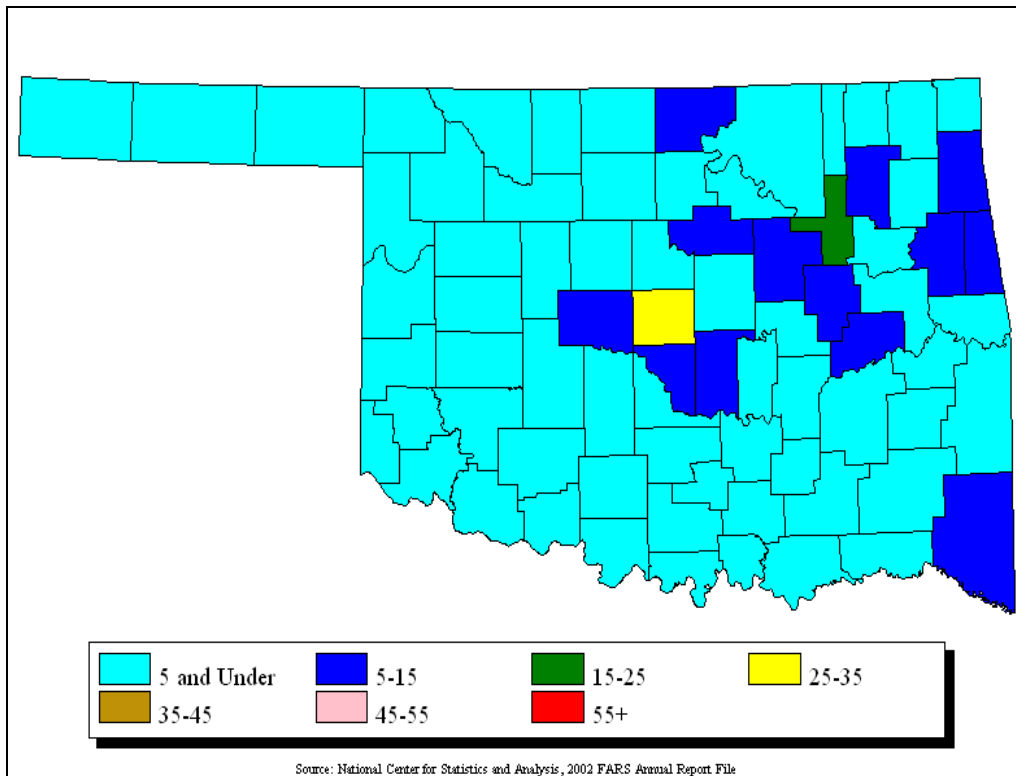 5 and Under 5-15 15-25 25-35
35-45 45-55 55+
Source: National Center for Statistics and Analysis, 2002 FARS Annual Report File